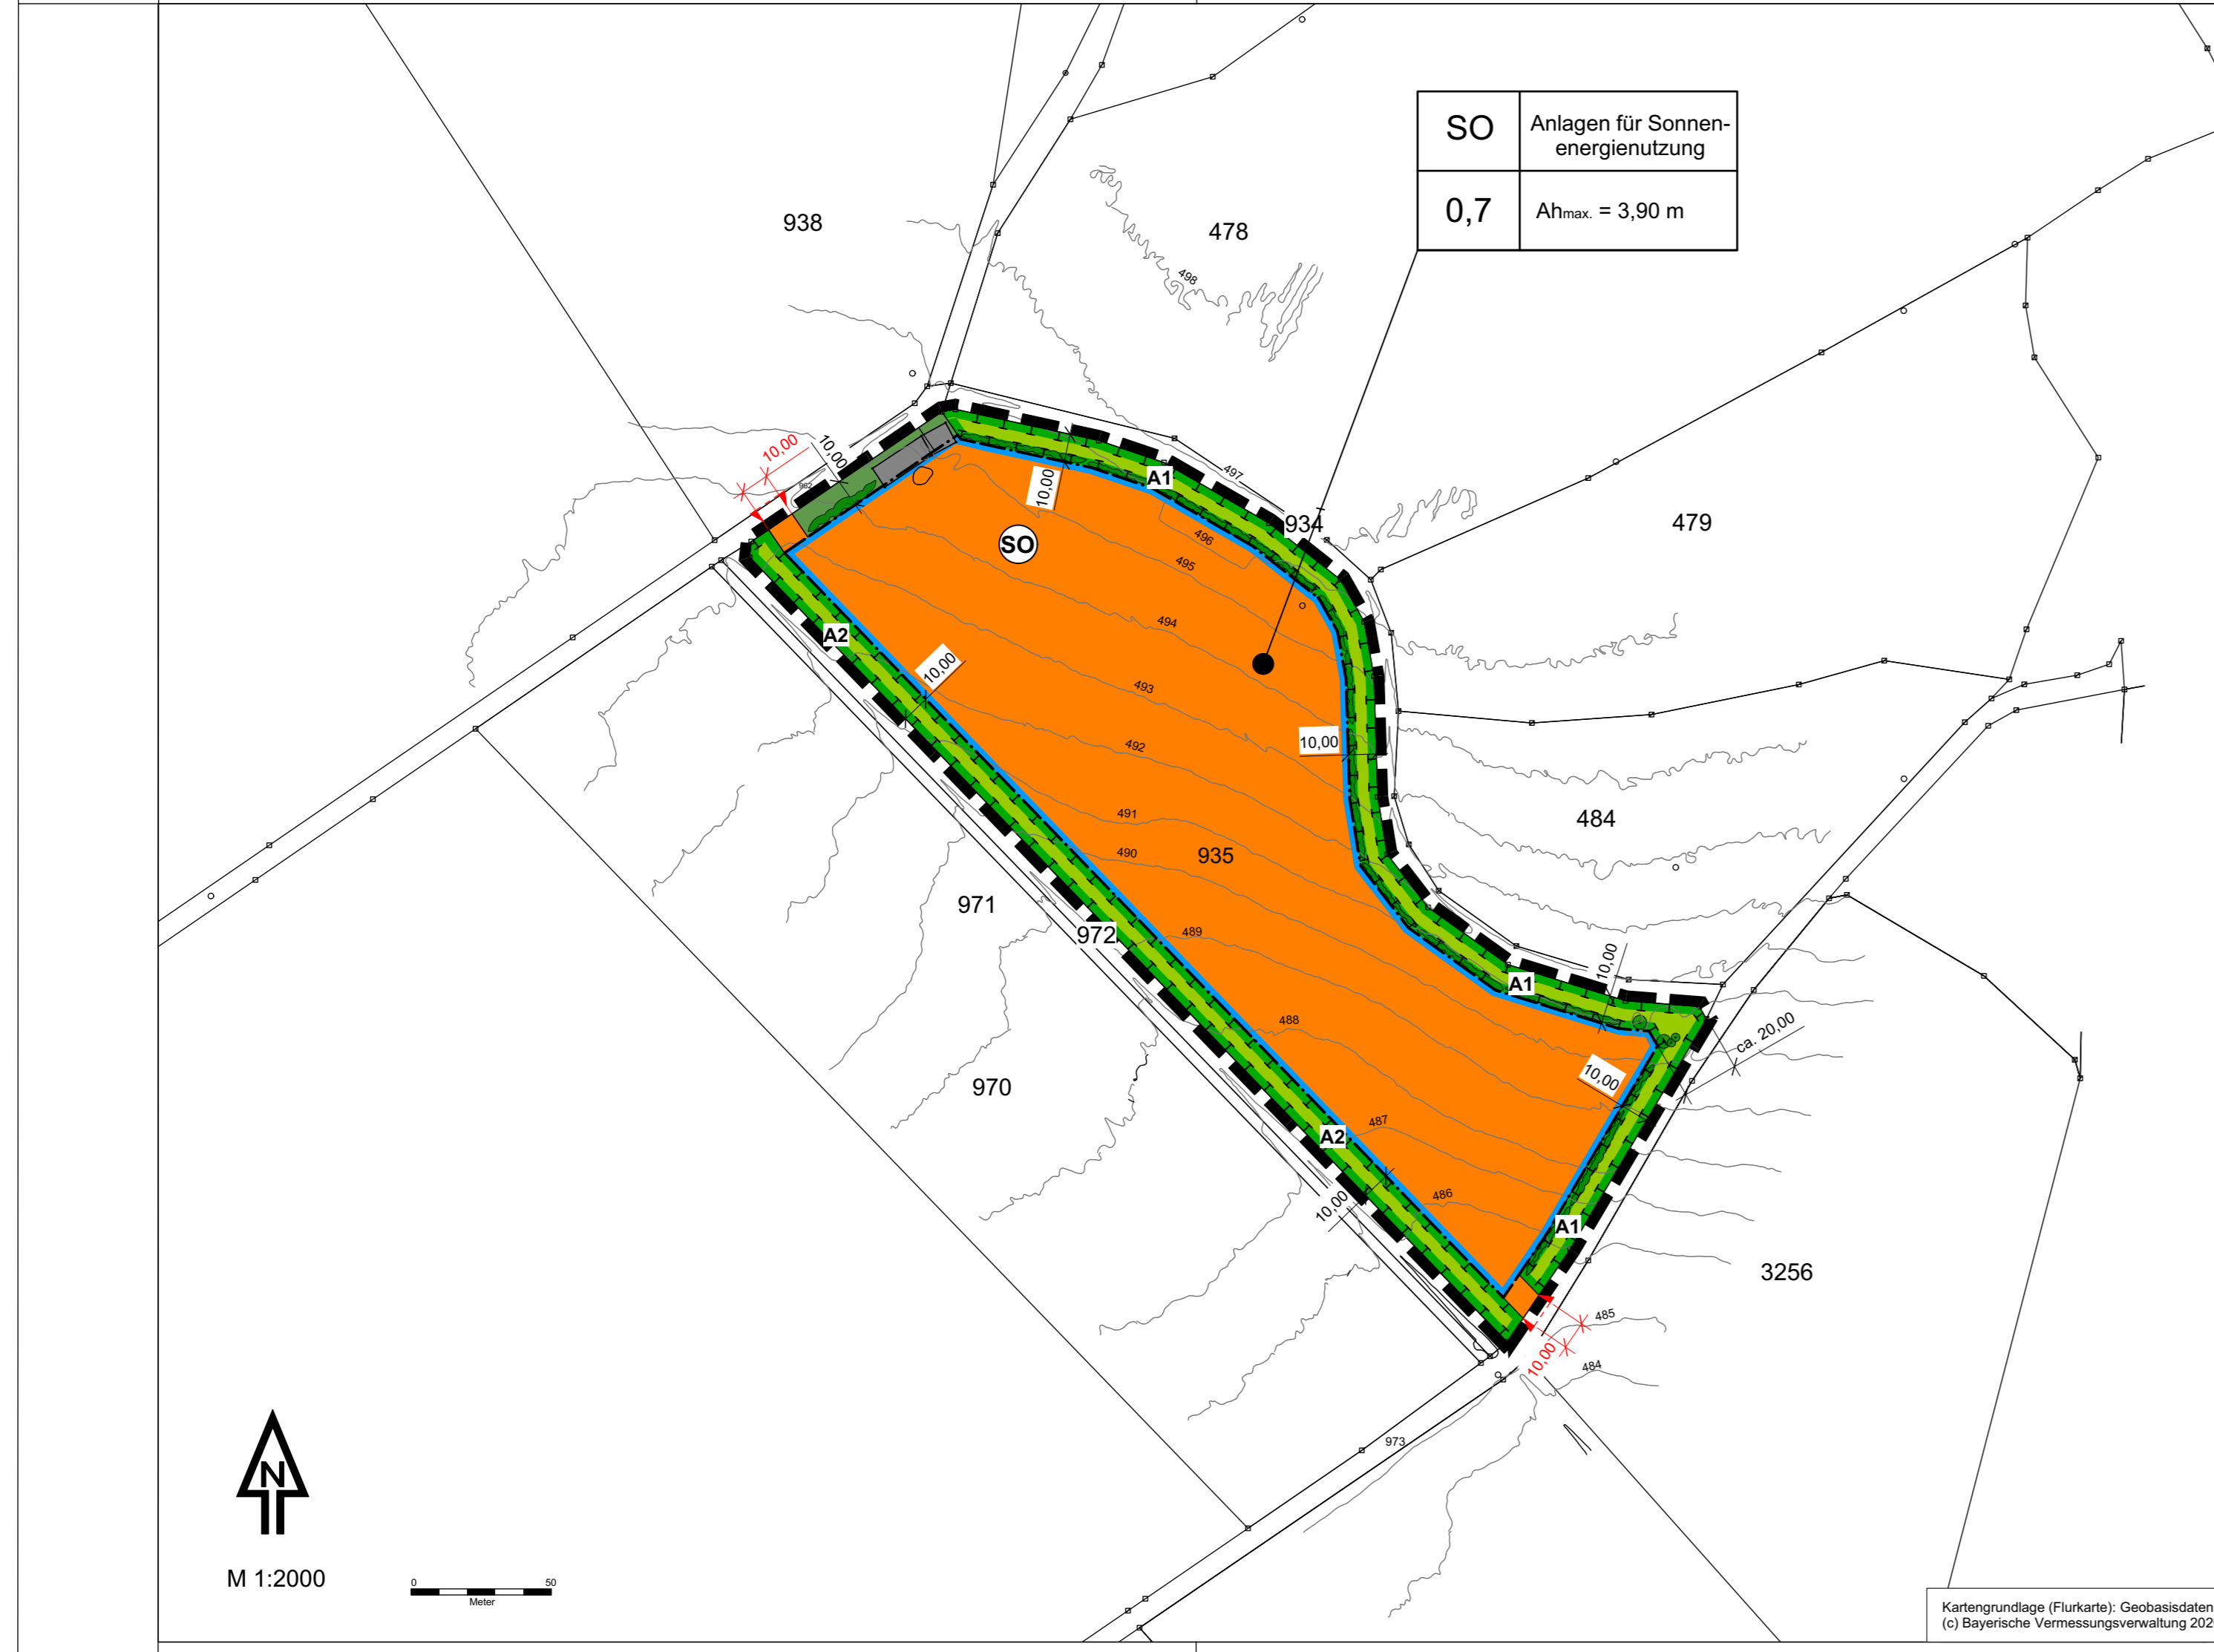 SO
Anlagen für Sonnen-
energienutzung
0,7
Ahmax. = 3,90 m
938
478
498
10,00
10,00
962
497
A1
10,00
934
479
SO
496
495
494
A2
10,00
493
492
10,00
491
490
935
484
971
972
489
A1
10,00
ca. 20,00
488
10,00
970
487
A2
486
10,00
A1
3256
485
10,00
484
973
N
M 1:2000
0
50
Meter
Kartengrundlage (Flurkarte): Geobasisdaten
(c) Bayerische Vermessungsverwaltung 202